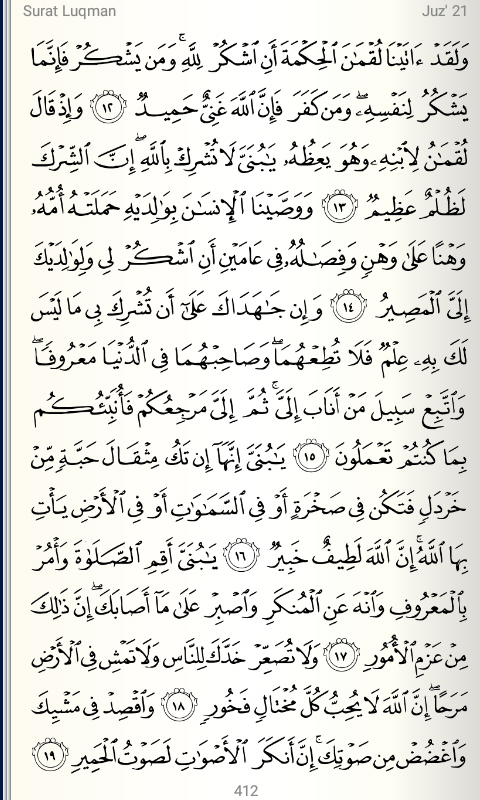 Surat Luqman
Juz' 21
وَلَقَدْ ءَاتَيْنَا لُقْمَٰنَ ٱلْحِكْمَةَ أَنِ ٱشْكُرْ لِلَّهِ ۚ وَمَن يَشْكُرْ فَإِنَّمَا
يَشْكُرُ لِنَفْسِهِۦ ۖ وَمَن كَفَرَ فَإِنَّ ٱللَّهَ غَنِىٌّ حَمِيدٌ ١٢ وَإِذْ قَالَ
لُقْمَٰنُ لِٱبْنِهِۦ وَهُوَ يَعِظُهُۥ يَٰبُنَىَّ لَا تُشْرِكْ بِٱللَّهِ ۖ إِنَّ ٱلشِّرْكَ
لَظُلْمٌ عَظِيمٌ ١٣ وَوَصَّيْنَا ٱلْإِنسَٰنَ بِوَٰلِدَيْهِ حَمَلَتْهُ أُمُّهُۥ
وَهْنًا عَلَىٰ وَهْنٍ وَفِصَٰلُهُۥ فِى عَامَيْنِ أَنِ ٱشْكُرْ لِى وَلِوَٰلِدَيْكَ
إِلَىَّ ٱلْمَصِيرُ ١٤ وَإِن جَٰهَدَاكَ عَلَىٰٓ أَن تُشْرِكَ بِى مَا لَيْسَ
لَكَ بِهِۦ عِلْمٌ فَلَا تُطِعْهُمَا ۖ وَصَاحِبْهُمَا فِى ٱلدُّنْيَا مَعْرُوفًا ۖ
وَٱتَّبِعْ سَبِيلَ مَنْ أَنَابَ إِلَىَّ ۚ ثُمَّ إِلَىَّ مَرْجِعُكُمْ فَأُنَبِّئُكُم
بِمَا كُنتُمْ تَعْمَلُونَ ١٥ يَٰبُنَىَّ إِنَّهَآ إِن تَكُ مِثْقَالَ حَبَّةٍ مِّنْ
خَرْدَلٍ فَتَكُن فِى صَخْرَةٍ أَوْ فِى ٱلسَّمَٰوَٰتِ أَوْ فِى ٱلْأَرْضِ يَأْتِ
بِهَا ٱللَّهُ ۚ إِنَّ ٱللَّهَ لَطِيفٌ خَبِيرٌ ١٦ يَٰبُنَىَّ أَقِمِ ٱلصَّلَوٰةَ وَأْمُرْ
بِٱلْمَعْرُوفِ وَٱنْهَ عَنِ ٱلْمُنكَرِ وَٱصْبِرْ عَلَىٰ مَآ أَصَابَكَ ۖ إِنَّ ذَٰلِكَ
مِنْ عَزْمِ ٱلْأُمُورِ ١٧ وَلَا تُصَعِّرْ خَدَّكَ لِلنَّاسِ وَلَا تَمْشِ فِى ٱلْأَرْضِ
مَرَحًا ۖ إِنَّ ٱللَّهَ لَا يُحِبُّ كُلَّ مُخْتَالٍ فَخُورٍ ١٨ وَٱقْصِدْ فِى مَشْيِكَ
وَٱغْضُضْ مِن صَوْتِكَ ۚ إِنَّ أَنكَرَ ٱلْأَصْوَٰتِ لَصَوْتُ ٱلْحَمِيرِ ١٩
412